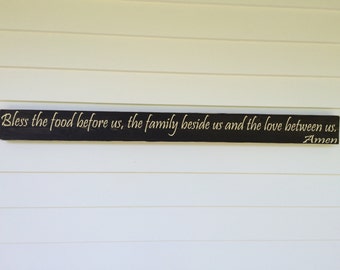 Bless the food before us, the family beside us and the love between us.
Amen